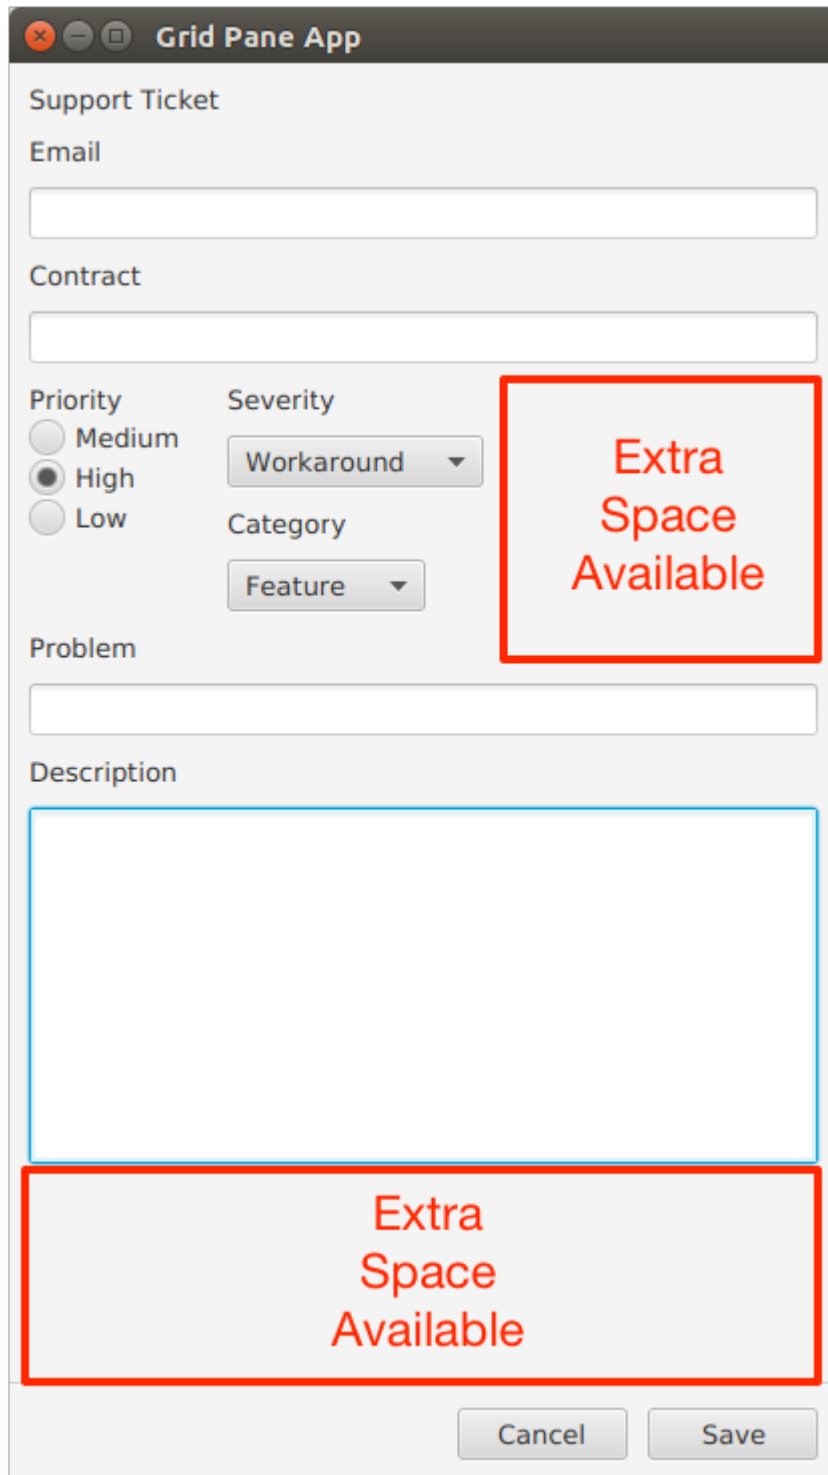 Grid Pane App
Support Ticket
Email
Contract
Priority
Medium
High
Low
Severity
Workaround
Category
Feature
Extra
Space
Available
Problem
Description
Extra
Space
Available
Cancel
Save